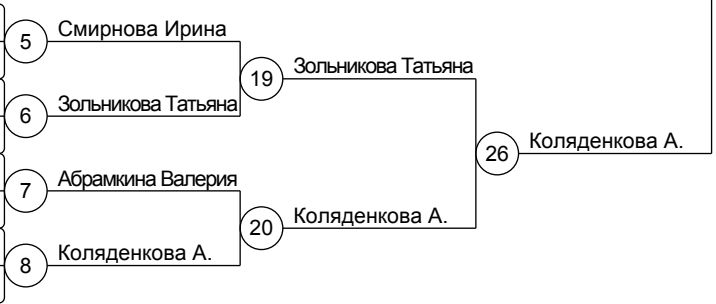 5 Смирнова Ирина
19 Зольникова Татьяна
6 Зольникова Татьяна
26 Коляденкова А.
7 Абрамкина Валерия
20 Коляденкова А.
8 Коляденкова А.